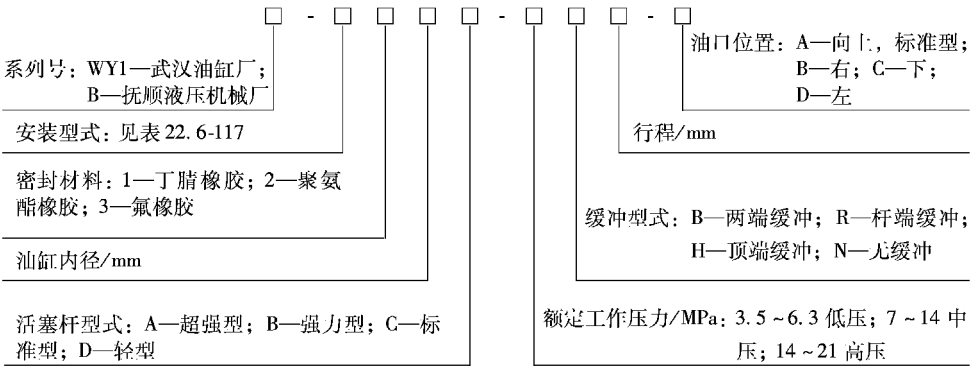 □-□□□□-□□□-□
系列号：WY1—武汉油缸厂；
B—抚顺液压机械厂
安装型式：见表22.6-117
密封材料：1—丁腈橡胶；2—聚氨
酯橡胶；3—氟橡胶
油缸内径/mm
活塞杆型式：A—超强型；B—强力型；C—标
准型；D—轻型
油口位置：A—向上，标准型；
B—右；C—下；
D—左
行程/mm
缓冲型式：B—两端缓冲；R—杆端缓冲；
H—顶端缓冲；N—无缓冲
额定工作压力/MPa：3.5~6.3低压；7~14中
压；14~21高压